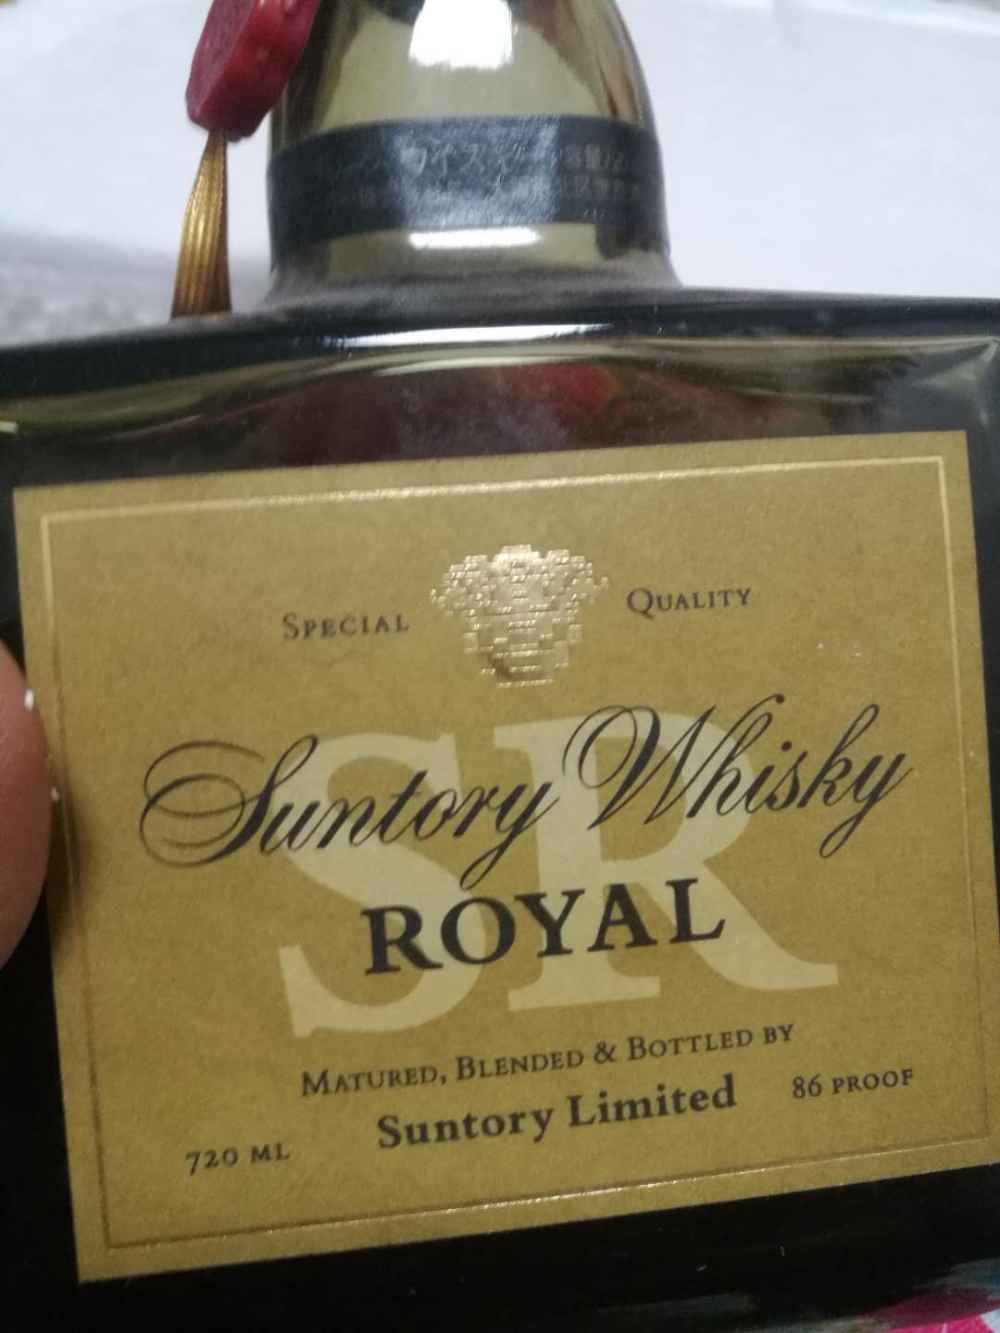 SPECIAL QUALITY
SR
Suntory Whisky
ROYAL
MATURED, BLENDED & BOTTLED BY
Suntory Limited
86 PROOF
720 ML